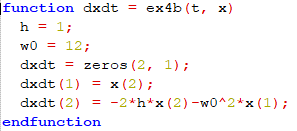 function dxdt = ex4b(t, x)
  h = 1;
  w0 = 12;
  dxdt = zeros(2, 1);
  dxdt(1) = x(2);
  dxdt(2) = -2*h*x(2)-w0^2*x(1);
endfunction